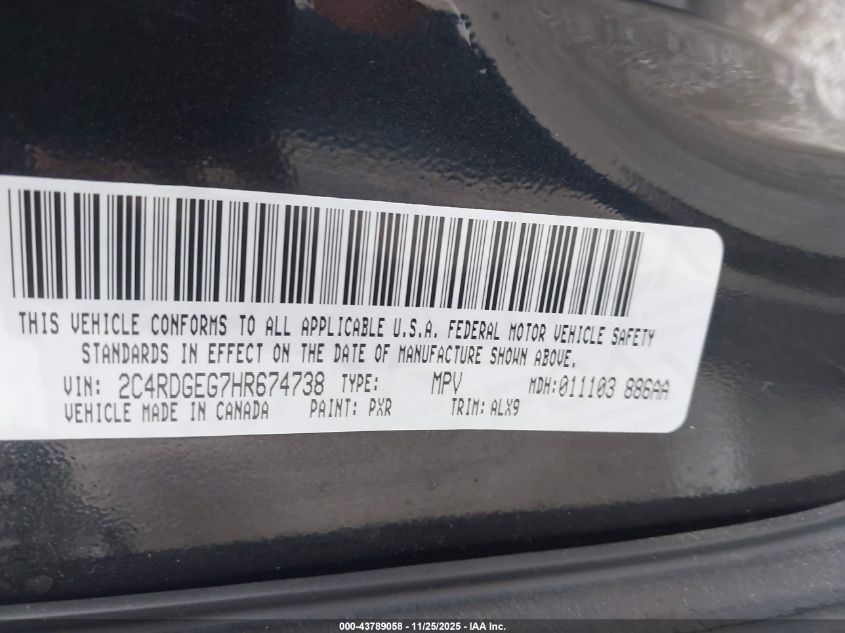 THIS VEHICLE CONFORMS TO ALL APPLICABLE U.S.A. FEDERAL MOTOR VEHICLE SAFETY
STANDARDS IN EFFECT ON THE DATE OF MANUFACTURE SHOWN ABOVE.
VIN: 2C4RDGEG7HR674738 TYPE: MPV MDH:011103 886AA
VEHICLE MADE IN CANADA PAINT: PXR TRIM: ALX9
000-43789058 - 11/25/2025 - IAA Inc.